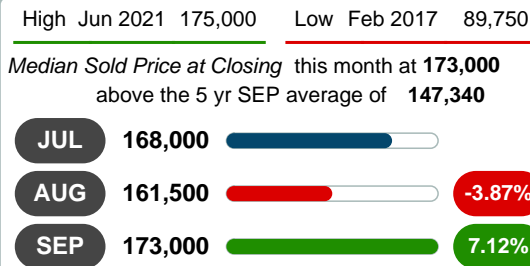 High Jun 2021 175,000 Low Feb 2017 89,750
Median Sold Price at Closing this month at 173,000
above the 5 yr SEP average of 147,340
JUL 168,000
AUG 161,500 -3.87%
SEP 173,000 7.12%